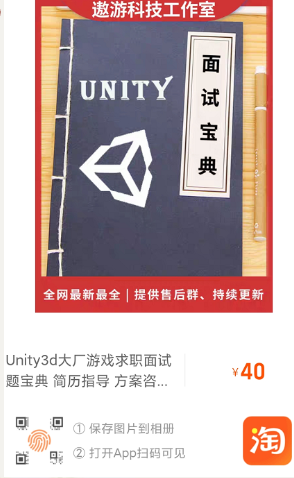 遨游科技工作室
UNITY
面试宝典
全网最新最全 | 提供售后群、持续更新
Unity3d大厂游戏求职面试
题宝典 简历指导 方案咨...
¥40
① 保存图片到相册
② 打开App扫码可见
淘